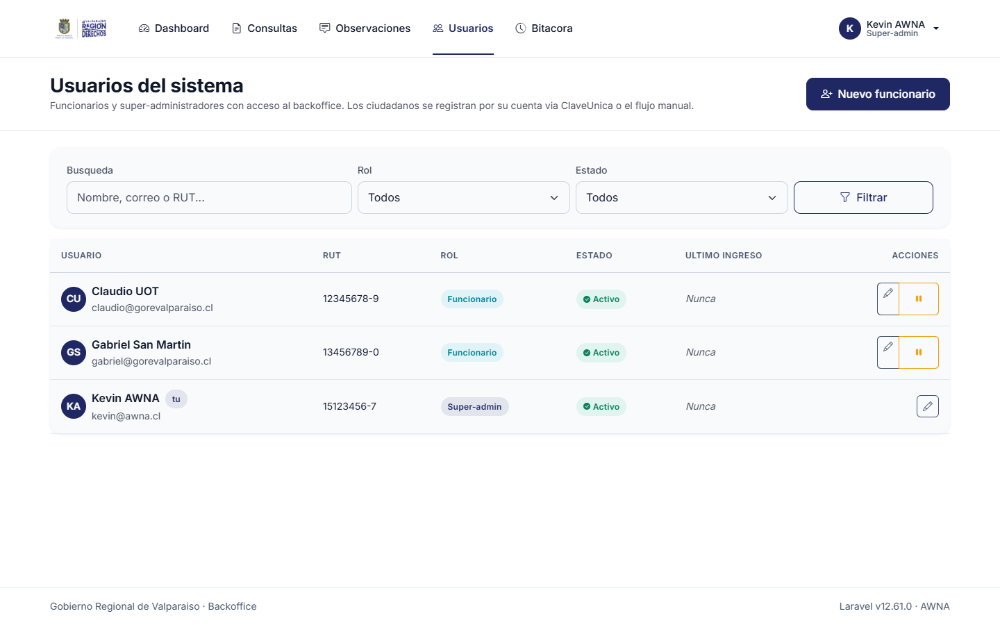 VALPARAÍSO
REGIÓN
DERECHOS
Dashboard
Consultas
Observaciones
Usuarios
Bitacora
K
Kevin AWNA
Super-admin
Usuarios del sistema
Funcionarios y super-administradores con acceso al backoffice. Los ciudadanos se registran por su cuenta via ClaveUnica o el flujo manual.
Nuevo funcionario
Busqueda
Rol
Estado
Nombre, correo o RUT...
Todos
Todos
Filtrar
USUARIO
RUT
ROL
ESTADO
ULTIMO INGRESO
ACCIONES
CU
Claudio UOT
claudio@gorevalparaiso.cl
12345678-9
Funcionario
Activo
Nunca
GS
Gabriel San Martin
gabriel@gorevalparaiso.cl
13456789-0
Funcionario
Activo
Nunca
KA
Kevin AWNA
tu
kevin@awna.cl
15123456-7
Super-admin
Activo
Nunca
Gobierno Regional de Valparaiso · Backoffice
Laravel v12.61.0 · AWNA